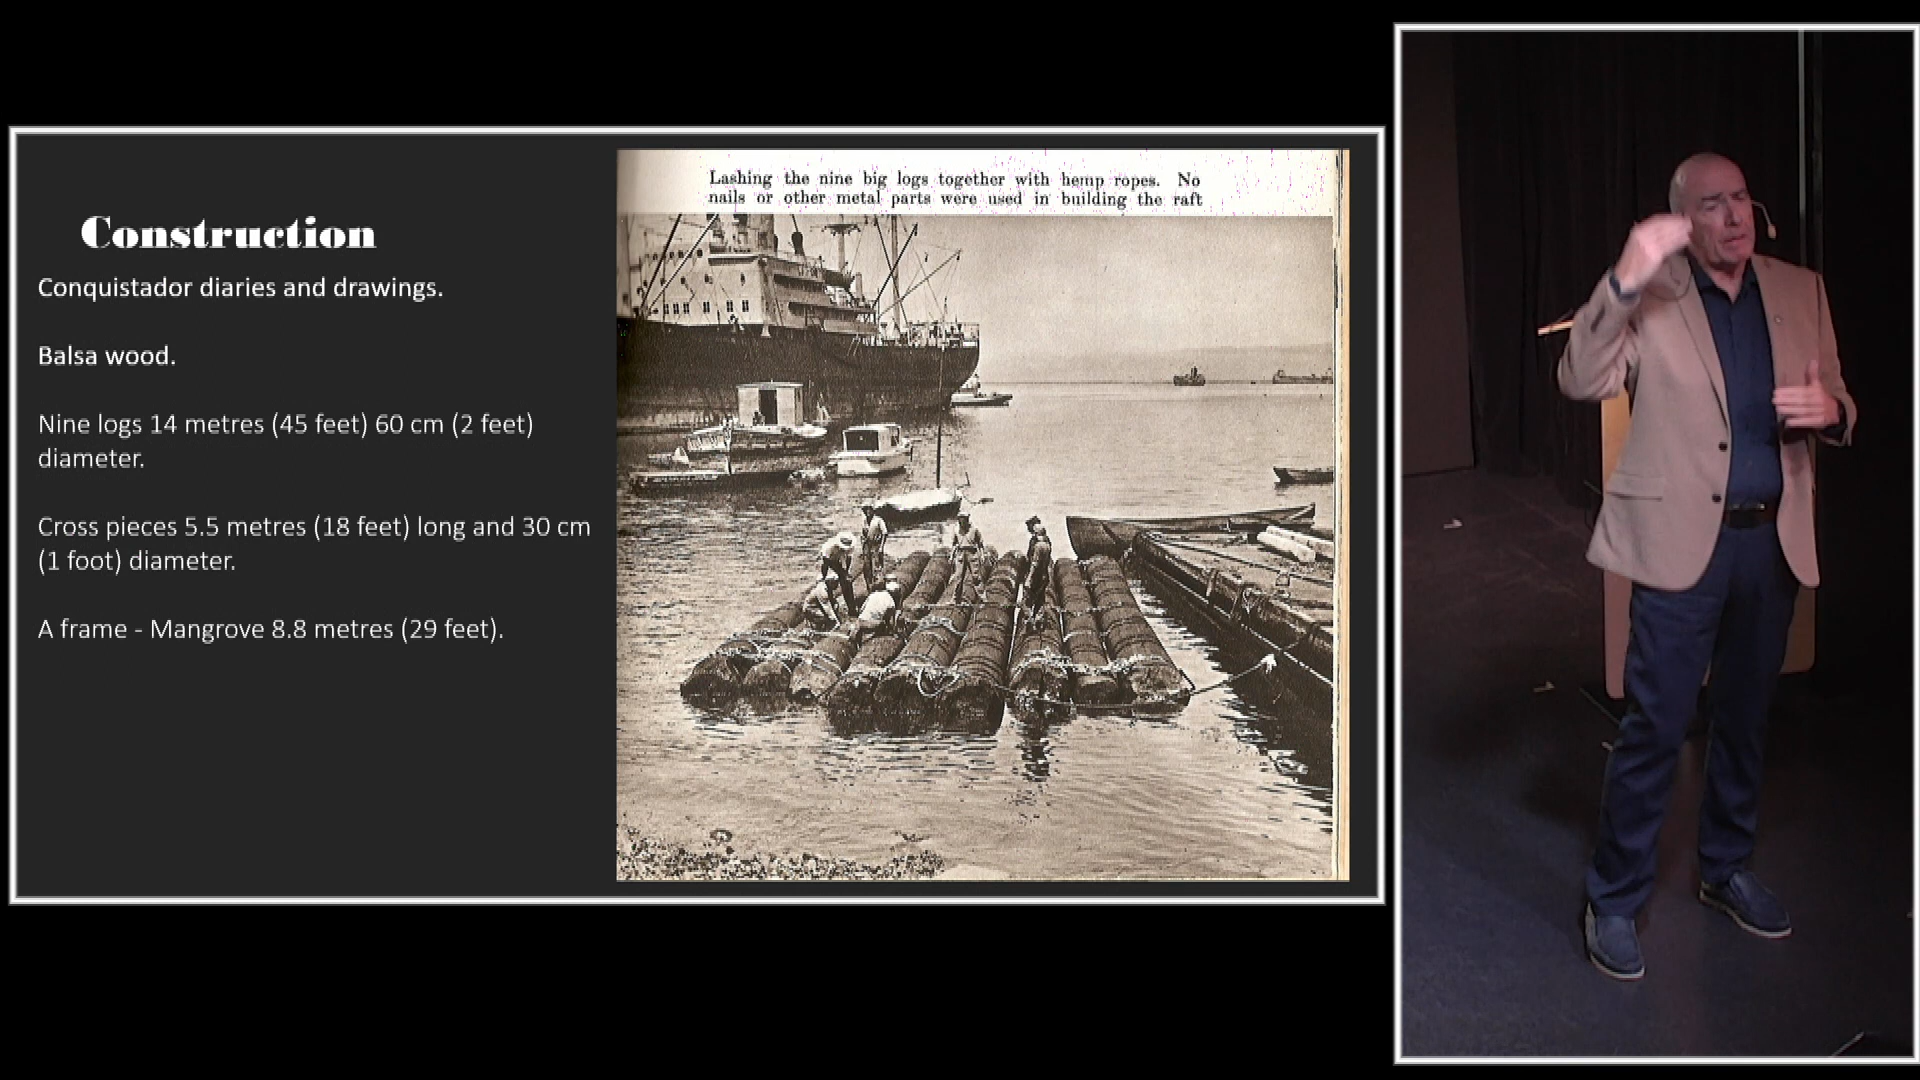 Construction
Conquistador diaries and drawings.
Balsa wood.
Nine logs 14 metres (45 feet) 60 cm (2 feet)
diameter.
Cross pieces 5.5 metres (18 feet) long and 30 cm
(1 foot) diameter.
A frame - Mangrove 8.8 metres (29 feet).
Lashing the nine big logs together with hemp ropes. No
nails or other metal parts were used in building the raft